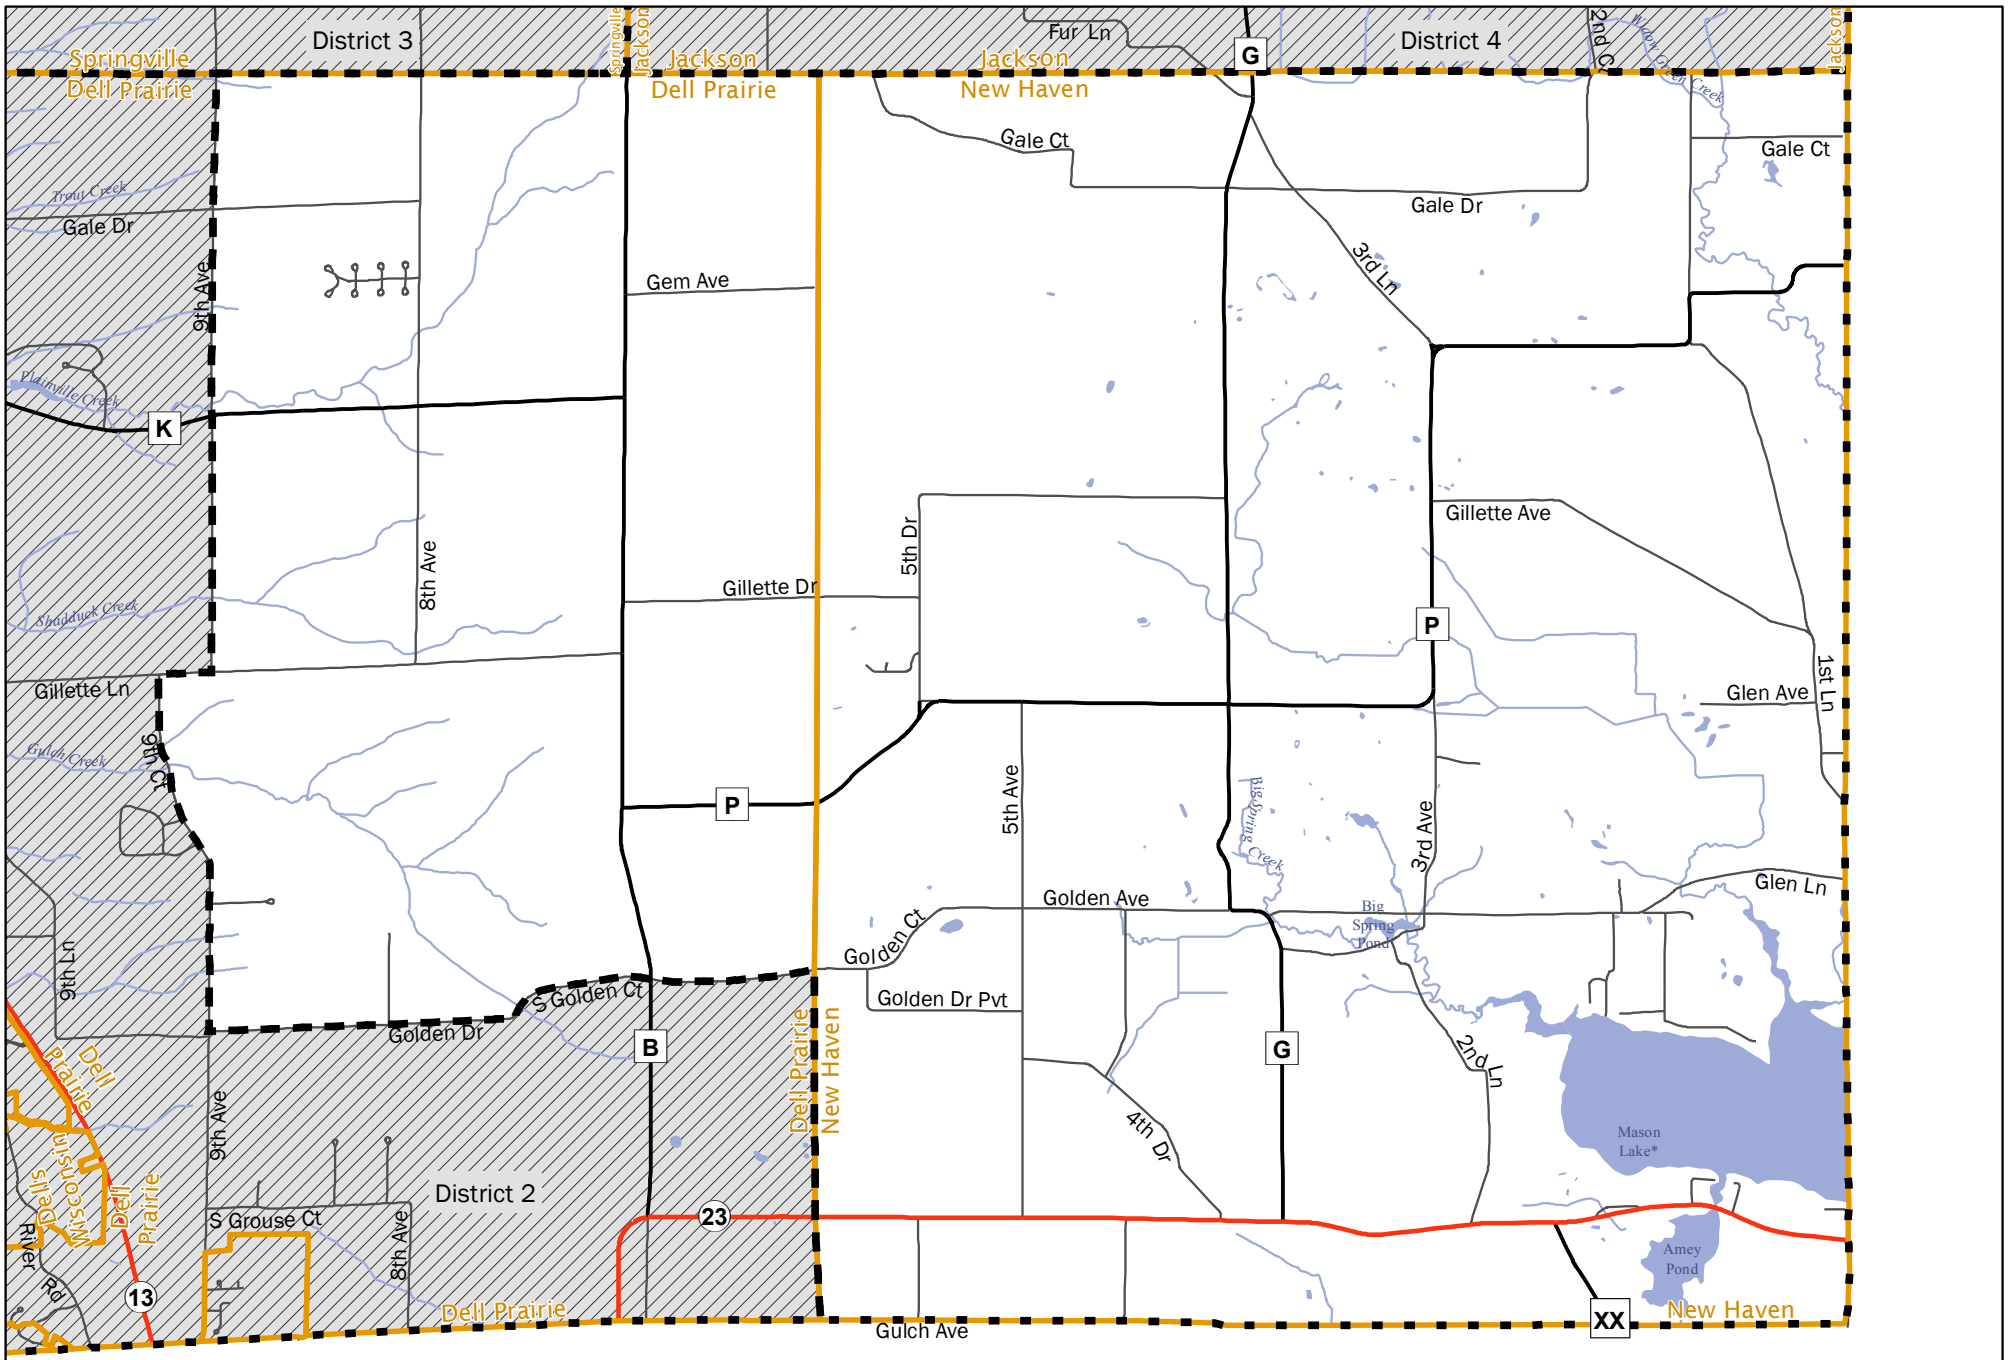 District 3
Springville
Jackson
Fur Ln
G
District 4
2nd Ct
Widow Green Creek
Jackson
Springville
Jackson
Jackson
Dell Prairie
Dell Prairie
New Haven
Gale Ct
Gale Ct
Trout Creek
Gale Dr
Gale Dr
9th Ave
3rd Ln
Gem Ave
Plainville Creek
K
Gillette Ave
5th Dr
8th Ave
Gillette Dr
Shadduck Creek
P
Gillette Ln
1st Ln
Glen Ave
9th Ct
Gulch Creek
P
5th Ave
Big Spring Creek
3rd Ave
Glen Ln
Golden Ave
Big
Spring
Pond
Golden Ct
9th Ln
S Golden Ct
Golden Dr Pvt
Golden Dr
B
Dell Prairie
New Haven
G
2nd Ln
Dell
Prairie
9th Ave
4th Dr
Mason
Lake*
Wisconsin
Dells
Dell
Prairie
District 2
S Grouse Ct
23
8th Ave
River Rd
Amey
Pond
13
Dell Prairie
New Haven
XX
Gulch Ave